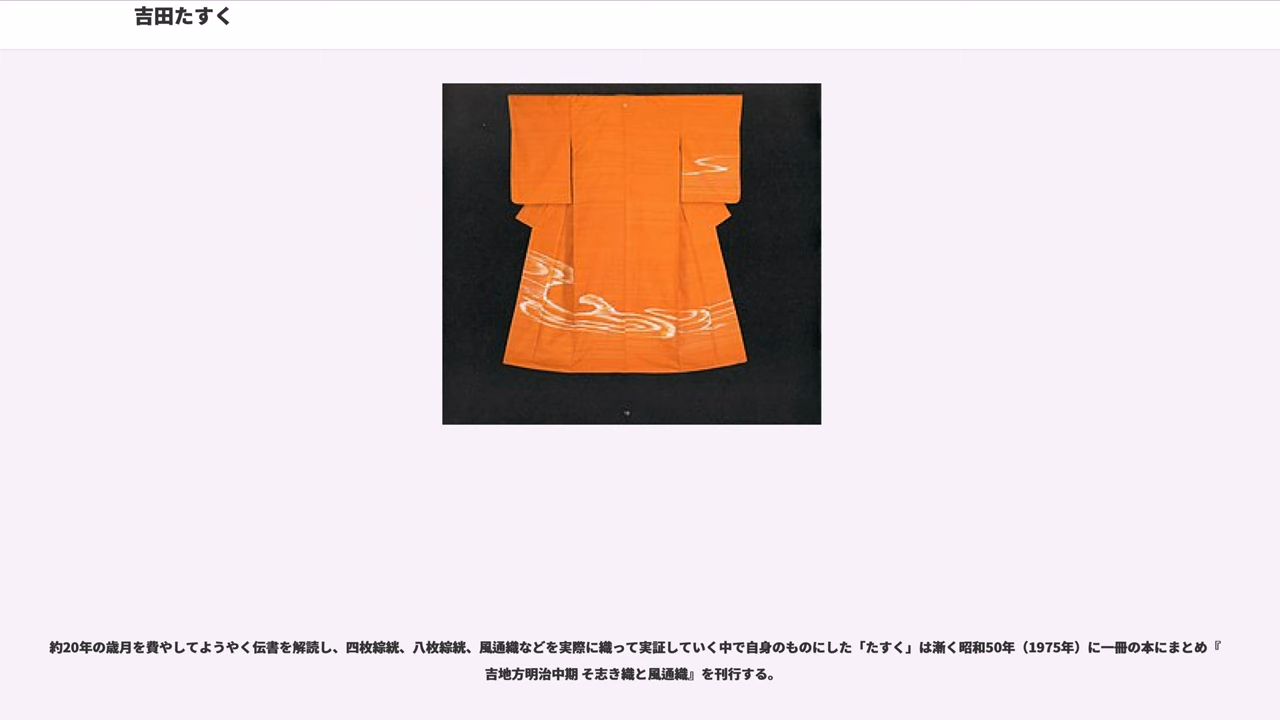 吉田たすく
約20年の歳月を費やしてようやく伝書を解読し、四枚綜絖、八枚綜絖、風通織などを実際に織って実証していく中で自身のものにした「たすく」は漸く昭和50年（1975年）に一冊の本にまとめ『
吉地方明治中期 そ志き織と風通織』を刊行する。